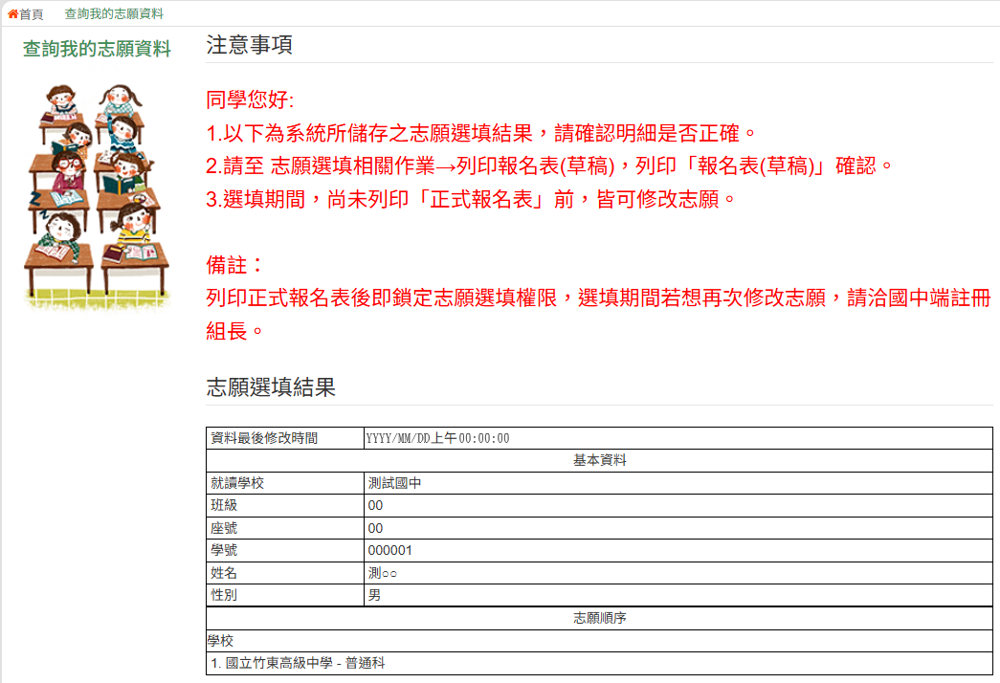 首頁 查詢我的志願資料
查詢我的志願資料
注意事項
同學您好:
1.以下為系統所儲存之志願選填結果，請確認明細是否正確。
2.請至 志願選填相關作業→列印報名表(草稿)，列印「報名表(草稿)」確認。
3.選填期間，尚未列印「正式報名表」前，皆可修改志願。
備註：
列印正式報名表後即鎖定志願選填權限，選填期間若想再次修改志願，請洽國中端註冊
組長。
志願選填結果
資料最後修改時間 YYYY/MM/DD上午00:00:00
基本資料
就讀學校 測試國中
班級 00
座號 00
學號 000001
姓名 測○○
性別 男
志願順序
學校
1. 國立竹東高級中學 - 普通科